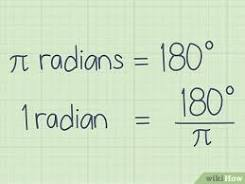 π radians = 180°
1 radian = 180°/π
wikiHow